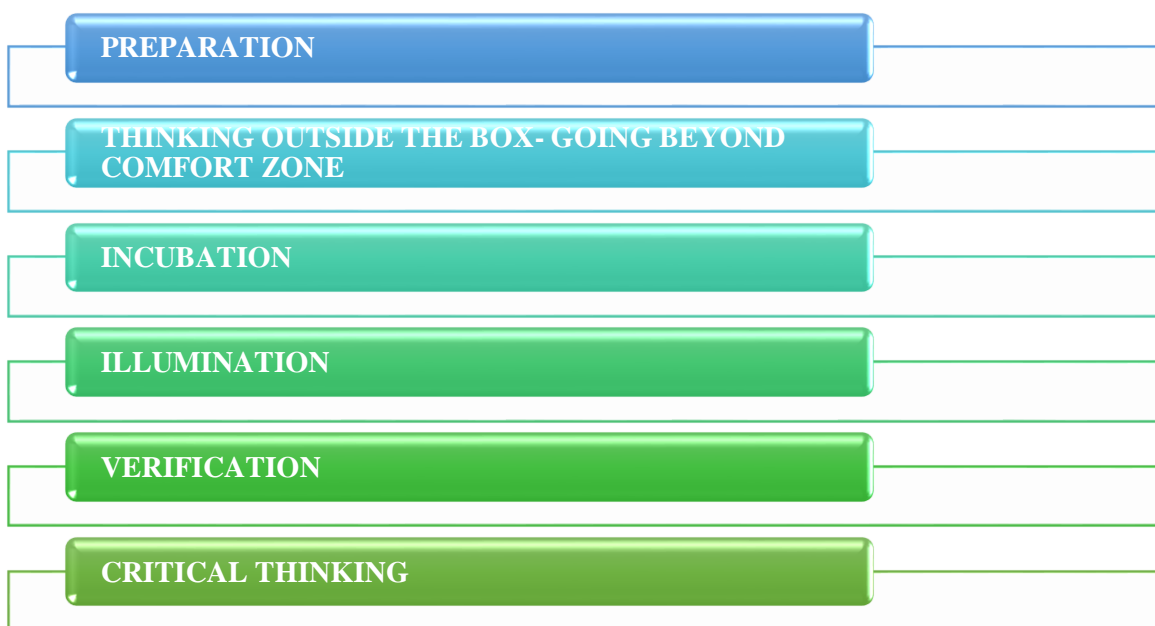 PREPARATION
THINKING OUTSIDE THE BOX- GOING BEYOND
COMFORT ZONE
INCUBATION
ILLUMINATION
VERIFICATION
CRITICAL THINKING